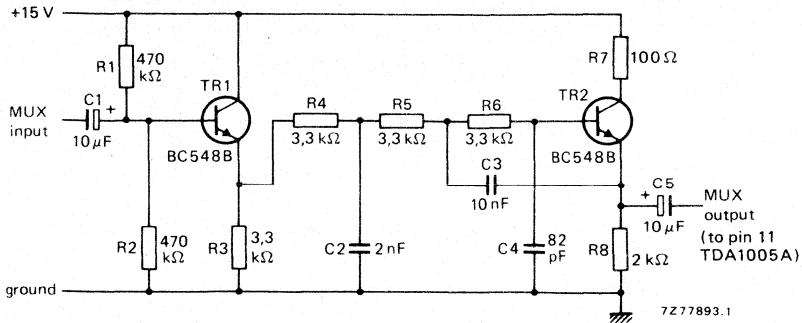 +15 V
R1
470
kΩ
MUX
input
C1
+
10 µF
TR1
BC548B
R2
470
kΩ
R3
3,3
kΩ
R4
3,3 kΩ
R5
3,3 kΩ
R6
3,3 kΩ
C2
2 nF
C3
10 nF
C4
82
pF
R7
100 Ω
TR2
BC548B
+
C5
10 µF
MUX
output
(to pin 11
TDA1005A)
R8
2 kΩ
ground
7Z77893.1